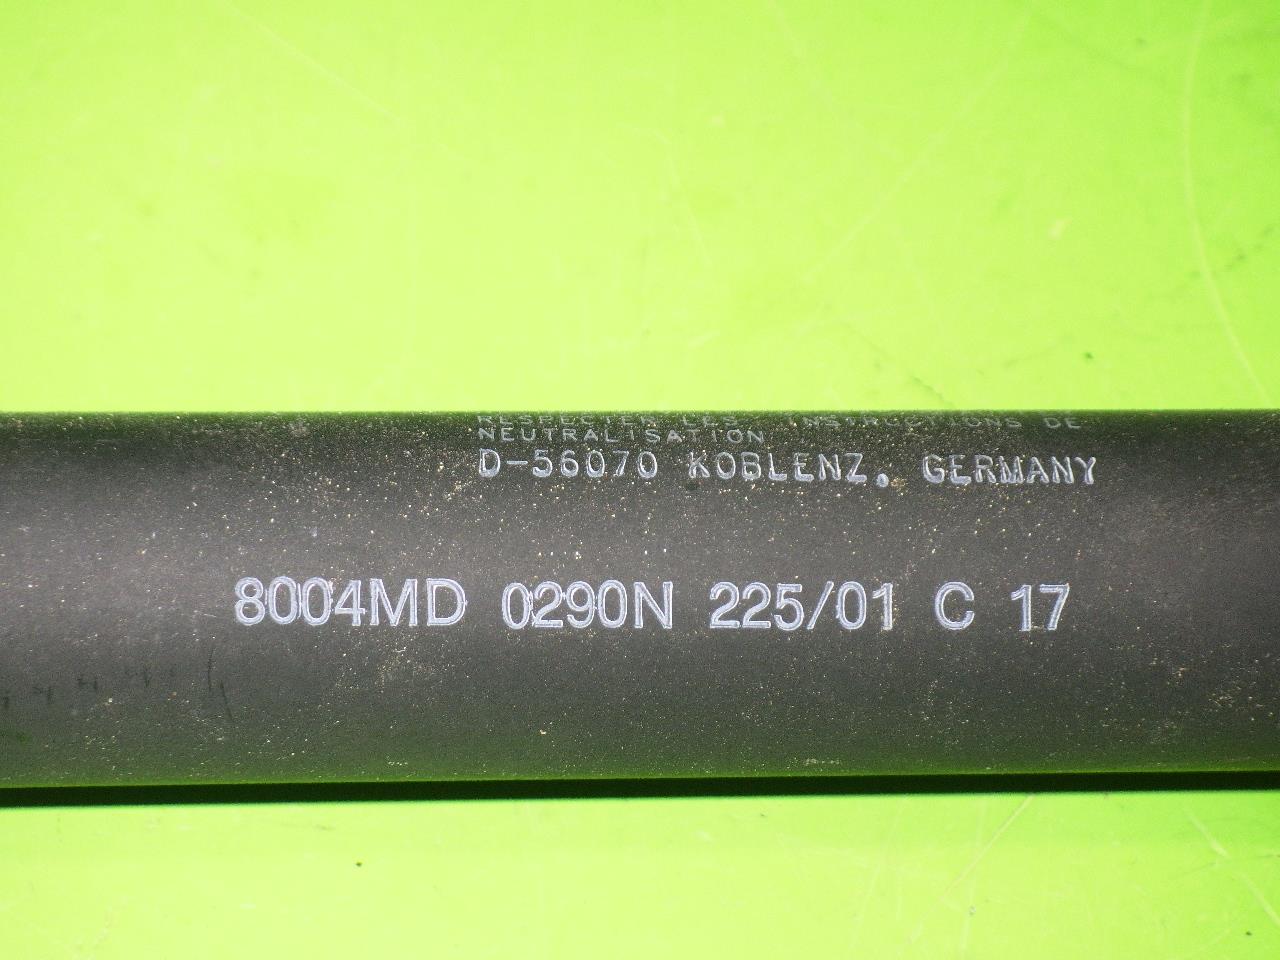 RESPECTER LES INSTRUCTIONS DE
NEUTRALISATION
D-56070 KOBLENZ, GERMANY
8004MD 0290N 225/01 C 17